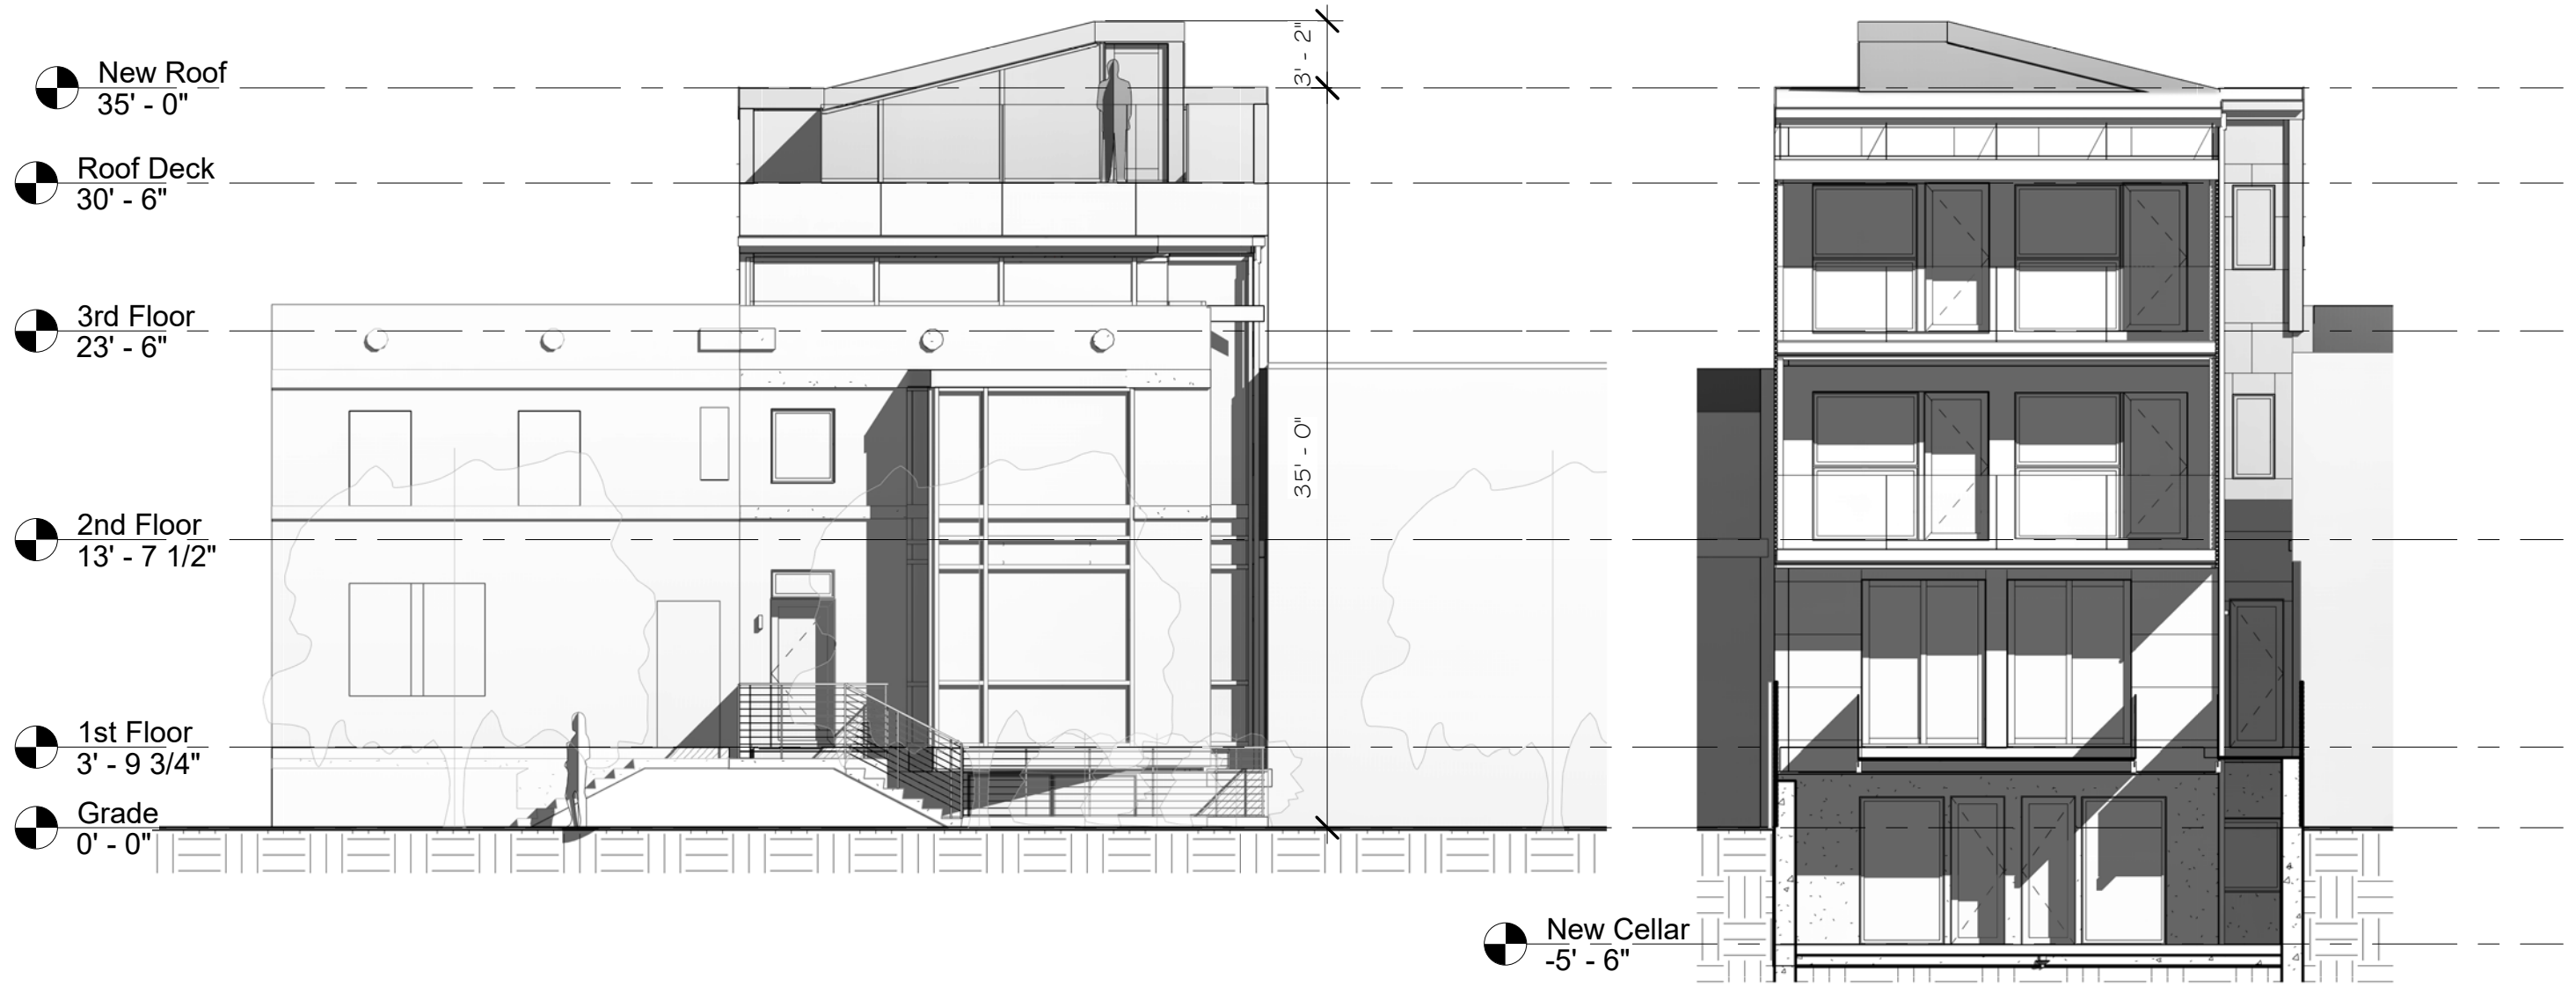 New Roof
35' - 0"
Roof Deck
30' - 6"
3rd Floor
23' - 6"
2nd Floor
13' - 7 1/2"
1st Floor
3' - 9 3/4"
Grade
0' - 0"
3' - 2"
35' - 0"
New Cellar
-5' - 6"